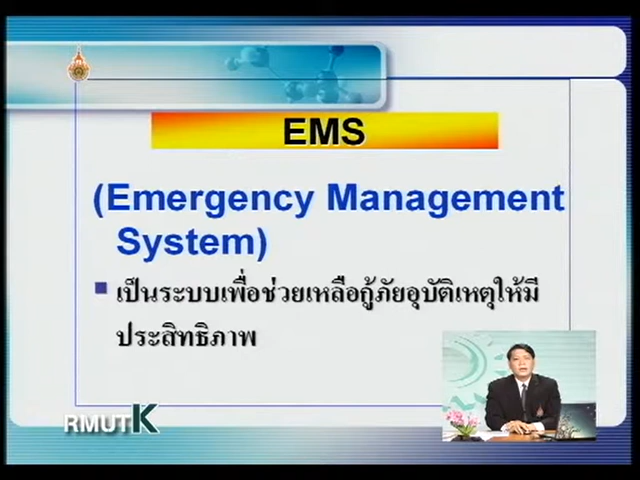 EMS
(Emergency Management
System)
เป็นระบบเพื่อช่วยเหลือกู้ภัยอุบัติเหตุให้มี
ประสิทธิภาพ
RMUTK